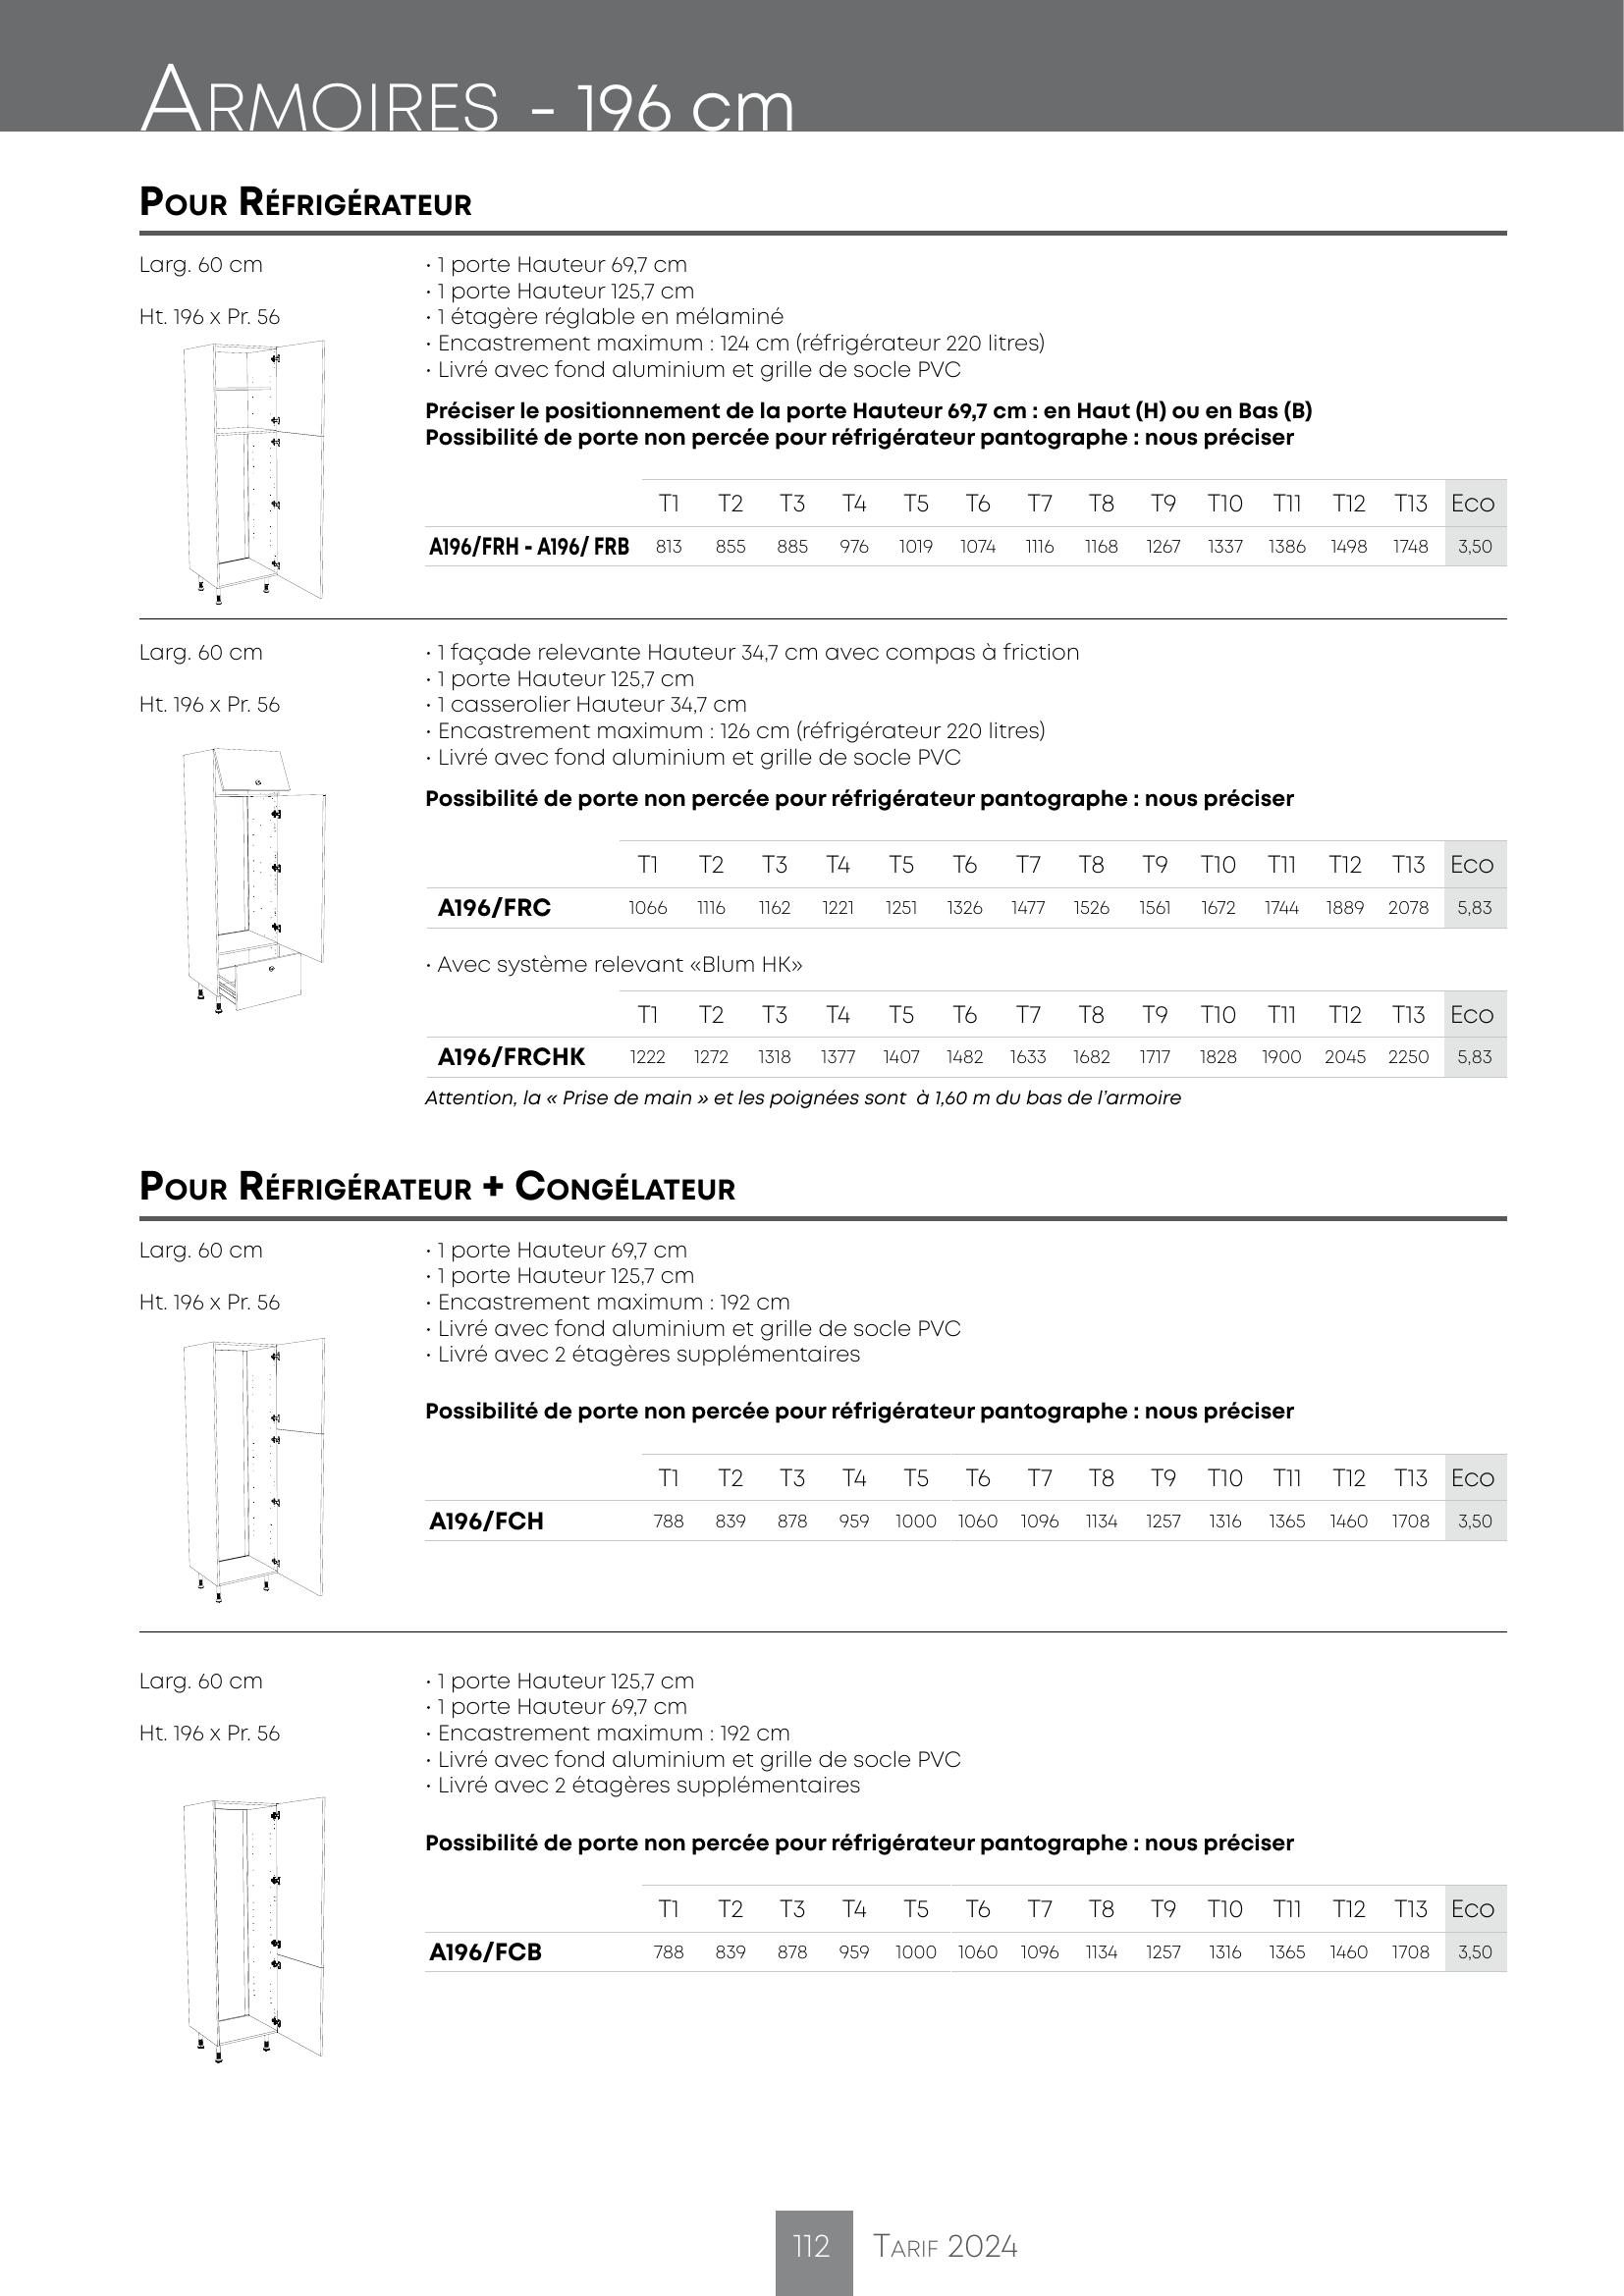 ARMOIRES - 196 cm
POUR RÉFRIGÉRATEUR
Larg. 60 cm
Ht. 196 x Pr. 56
· 1 porte Hauteur 69,7 cm
· 1 porte Hauteur 125,7 cm
· 1 étagère réglable en mélaminé
· Encastrement maximum : 124 cm (réfrigérateur 220 litres)
· Livré avec fond aluminium et grille de socle PVC
Préciser le positionnement de la porte Hauteur 69,7 cm : en Haut (H) ou en Bas (B)
Possibilité de porte non percée pour réfrigérateur pantographe : nous préciser
T1 T2 T3 T4 T5 T6 T7 T8 T9 T10 T11 T12 T13 Eco
A196/FRH - A196/ FRB 813 855 885 976 1019 1074 1116 1168 1267 1337 1386 1498 1748 3,50
Larg. 60 cm
Ht. 196 x Pr. 56
· 1 façade relevante Hauteur 34,7 cm avec compas à friction
· 1 porte Hauteur 125,7 cm
· 1 casserolier Hauteur 34,7 cm
· Encastrement maximum : 126 cm (réfrigérateur 220 litres)
· Livré avec fond aluminium et grille de socle PVC
Possibilité de porte non percée pour réfrigérateur pantographe : nous préciser
T1 T2 T3 T4 T5 T6 T7 T8 T9 T10 T11 T12 T13 Eco
A196/FRC 1066 1116 1162 1221 1251 1326 1477 1526 1561 1672 1744 1889 2078 5,83
· Avec système relevant «Blum HK»
T1 T2 T3 T4 T5 T6 T7 T8 T9 T10 T11 T12 T13 Eco
A196/FRCHK 1222 1272 1318 1377 1407 1482 1633 1682 1717 1828 1900 2045 2250 5,83
Attention, la « Prise de main » et les poignées sont à 1,60 m du bas de l'armoire
POUR RÉFRIGÉRATEUR + CONGÉLATEUR
Larg. 60 cm
Ht. 196 x Pr. 56
· 1 porte Hauteur 69,7 cm
· 1 porte Hauteur 125,7 cm
· Encastrement maximum : 192 cm
· Livré avec fond aluminium et grille de socle PVC
· Livré avec 2 étagères supplémentaires
Possibilité de porte non percée pour réfrigérateur pantographe : nous préciser
T1 T2 T3 T4 T5 T6 T7 T8 T9 T10 T11 T12 T13 Eco
A196/FCH 788 839 878 959 1000 1060 1096 1134 1257 1316 1365 1460 1708 3,50
Larg. 60 cm
Ht. 196 x Pr. 56
· 1 porte Hauteur 125,7 cm
· 1 porte Hauteur 69,7 cm
· Encastrement maximum : 192 cm
· Livré avec fond aluminium et grille de socle PVC
· Livré avec 2 étagères supplémentaires
Possibilité de porte non percée pour réfrigérateur pantographe : nous préciser
T1 T2 T3 T4 T5 T6 T7 T8 T9 T10 T11 T12 T13 Eco
A196/FCB 788 839 878 959 1000 1060 1096 1134 1257 1316 1365 1460 1708 3,50
112 TARIF 2024